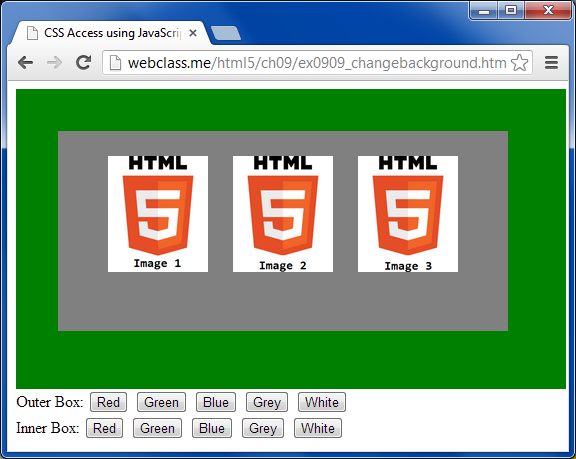 CSS Access using JavaScrip
webclass.me/html5/ch09/ex0909_changebackground.htm
HTML HTML HTML
5 5 5
Image 1 Image 2 Image 3
Outer Box: Red Green Blue Grey White
Inner Box: Red Green Blue Grey White